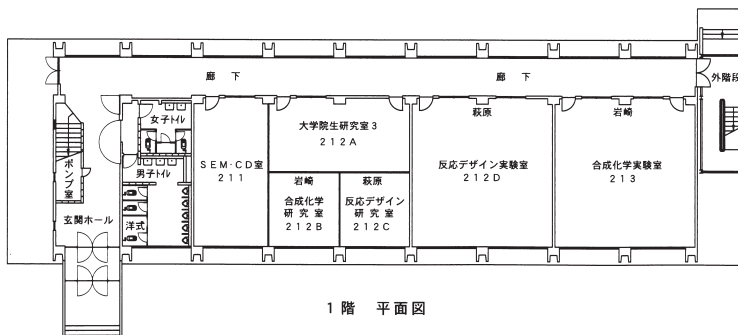 廊 下
廊 下
外階段
女子トイレ
男子トイレ
洋式
ポンプ室
玄関ホール
SEM・CD室
211
大学院生研究室3
212A
岩崎
合成化学
研究室
212B
萩原
反応デザイン
研究室
212C
萩原
反応デザイン実験室
212D
岩崎
合成化学実験室
213
1階 平面図